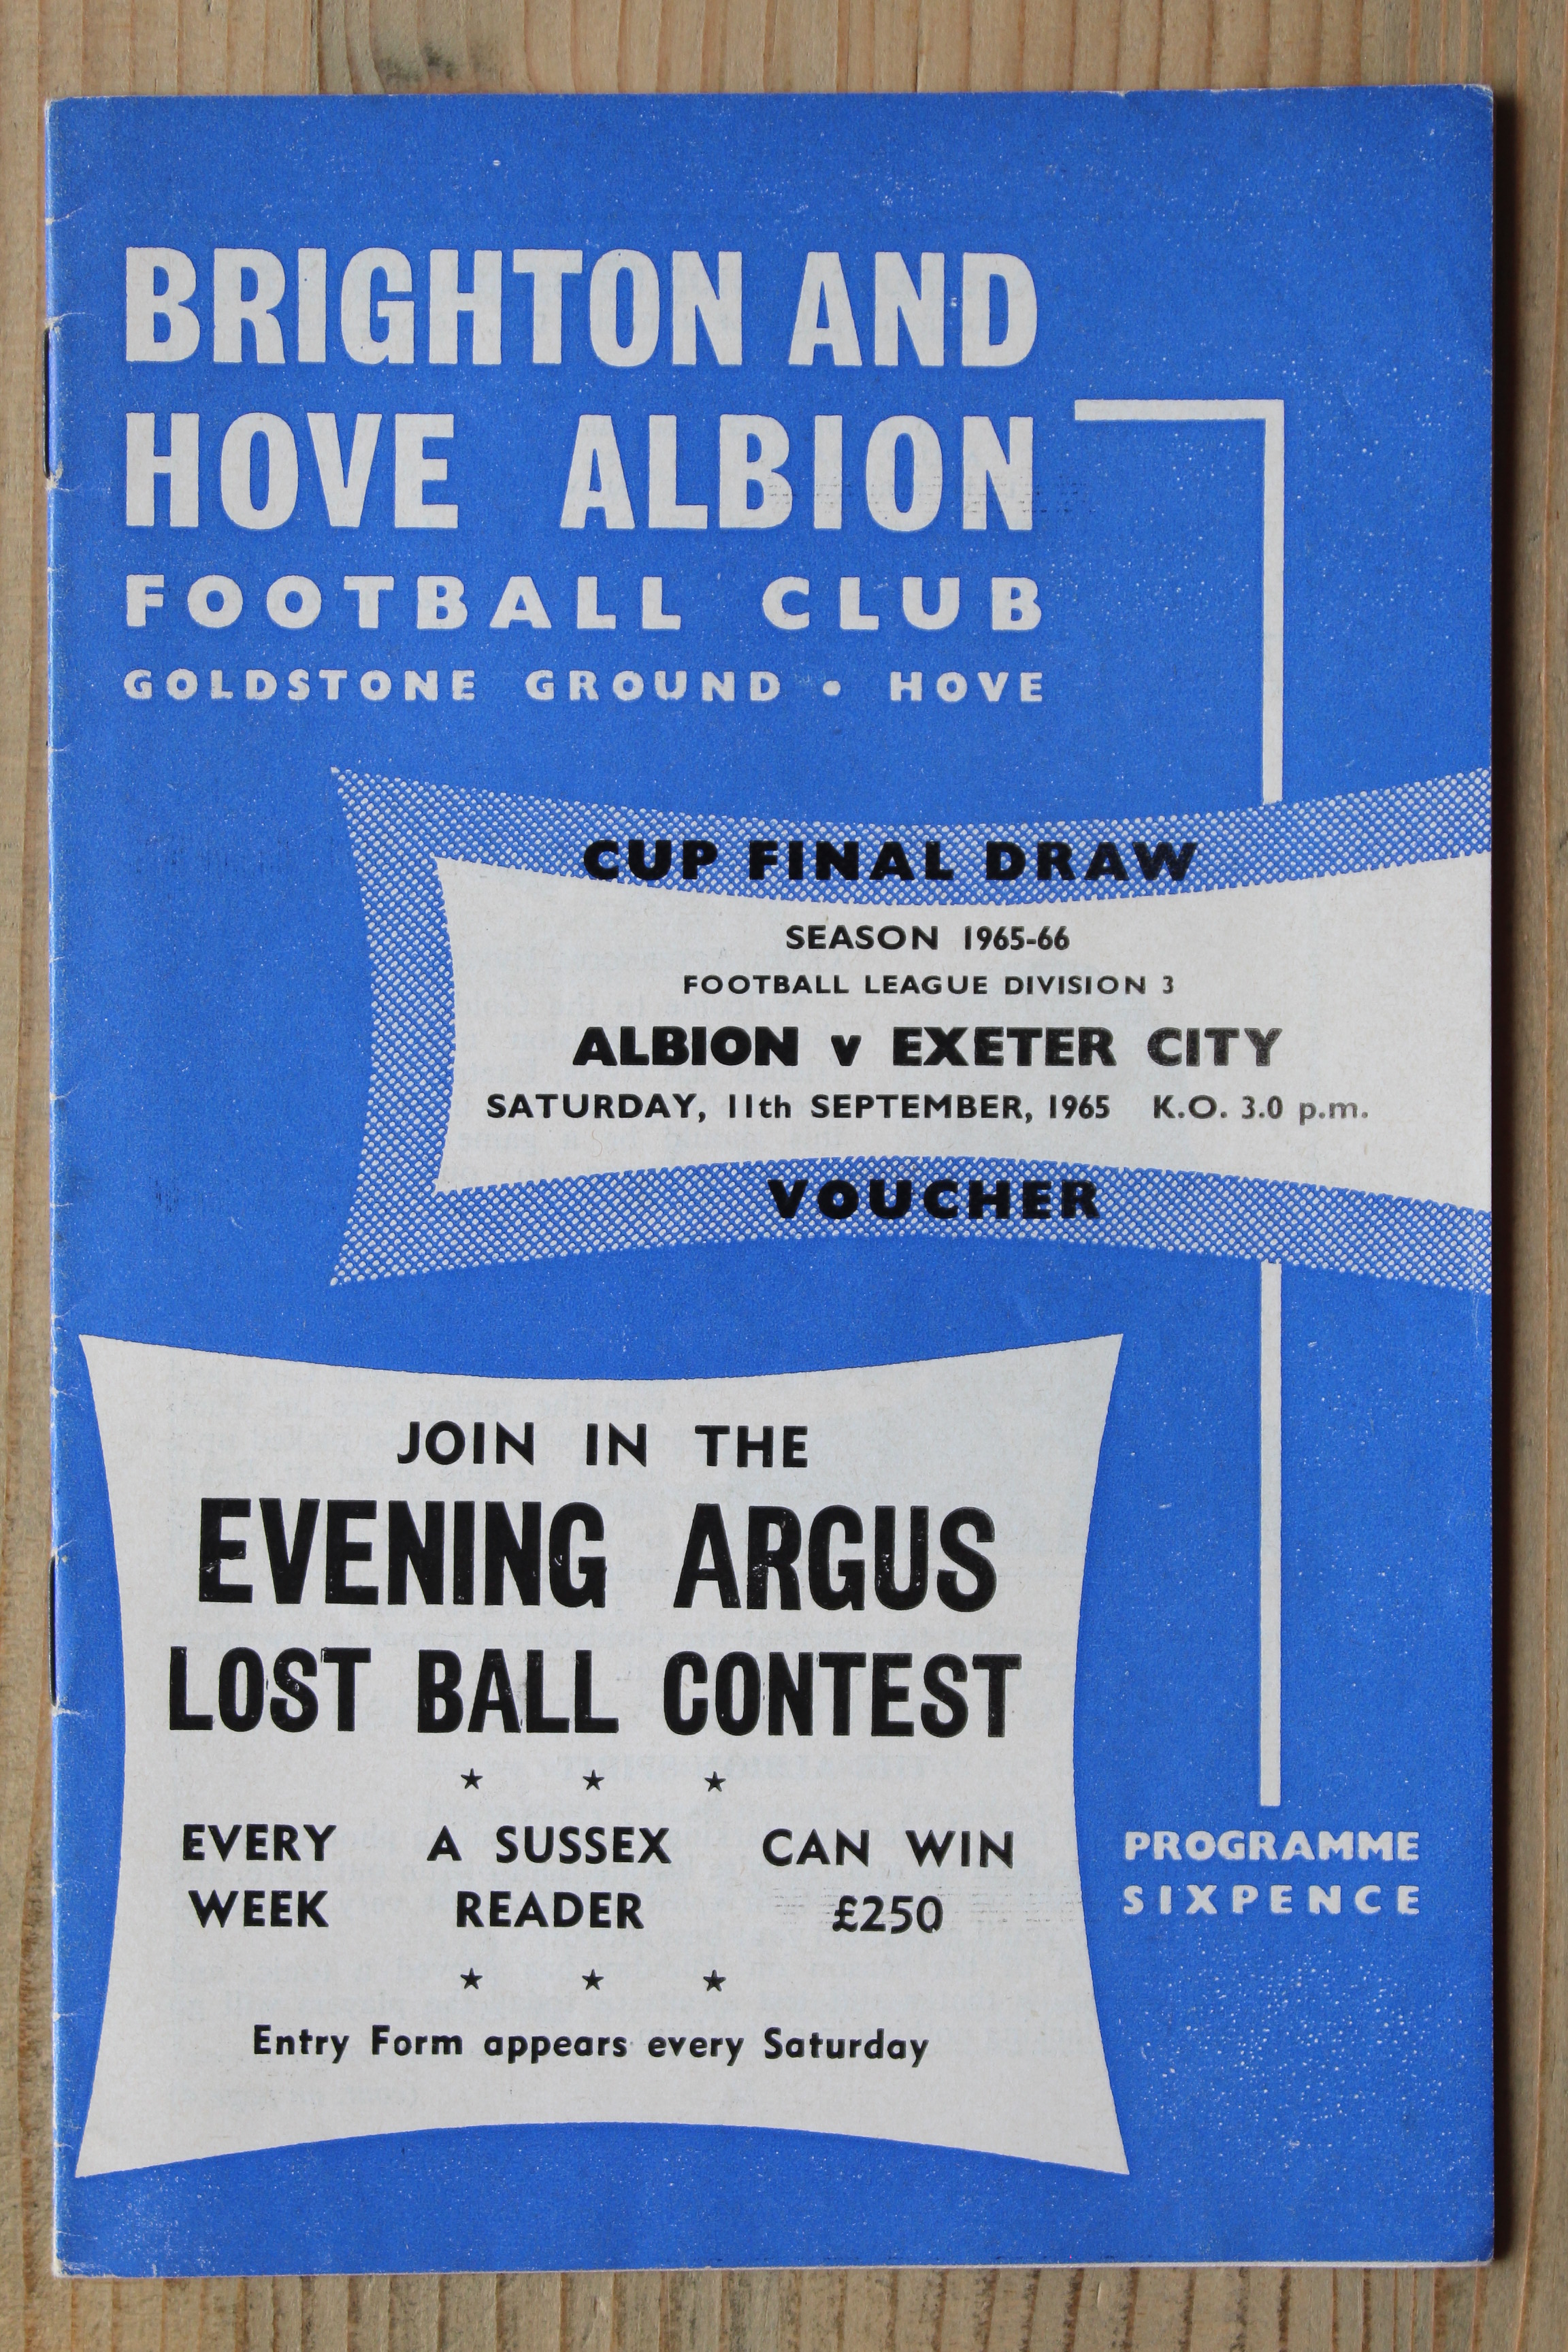 BRIGHTON AND
HOVE ALBION
FOOTBALL CLUB
GOLDSTONE GROUND • HOVE
CUP FINAL DRAW
SEASON 1965-66
FOOTBALL LEAGUE DIVISION 3
ALBION v EXETER CITY
SATURDAY, 11th SEPTEMBER, 1965 K.O. 3.0 p.m.
VOUCHER
JOIN IN THE
EVENING ARGUS
LOST BALL CONTEST
★ ★ ★
EVERY A SUSSEX CAN WIN
WEEK READER £250
★ ★ ★
Entry Form appears every Saturday
PROGRAMME
SIXPENCE